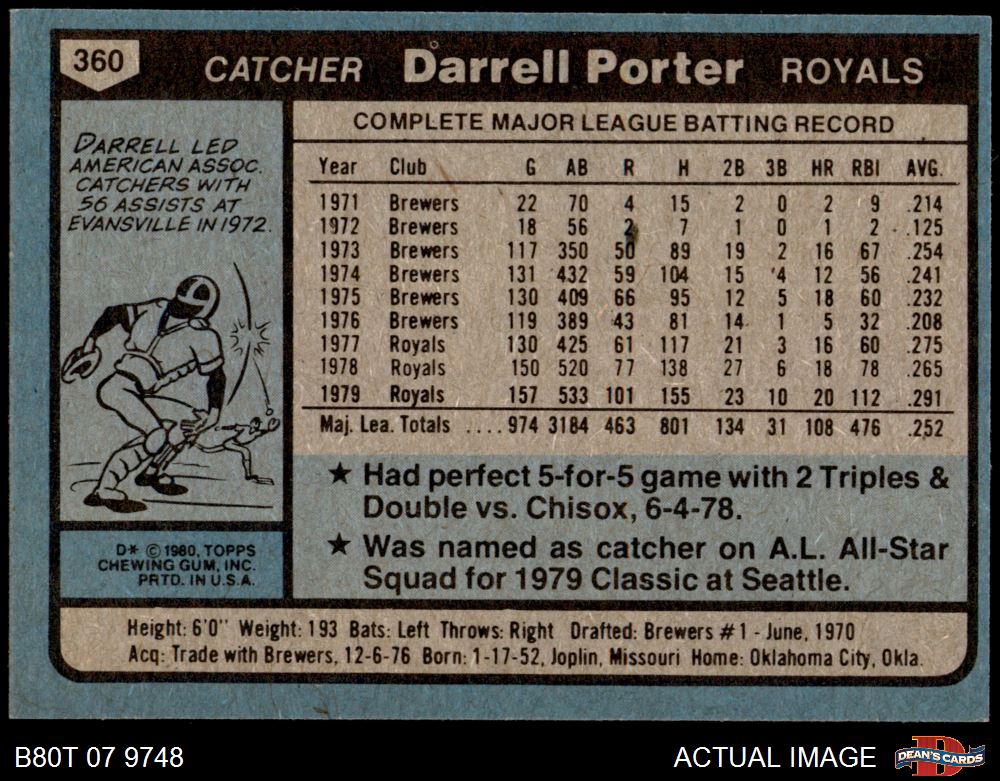 360 CATCHER Darrell Porter ROYALS
DARRELL LED
AMERICAN ASSOC.
CATCHERS WITH
56 ASSISTS AT
EVANSVILLE IN 1972.
D* © 1980, TOPPS
CHEWING GUM, INC.
PRTD. IN U.S.A.
COMPLETE MAJOR LEAGUE BATTING RECORD
Year Club G AB R H 2B 3B HR RBI AVG.
1971 Brewers 22 70 4 15 2 0 2 9 .214
1972 Brewers 18 56 2 7 1 0 1 2 .125
1973 Brewers 117 350 50 89 19 2 16 67 .254
1974 Brewers 131 432 59 104 15 4 12 56 .241
1975 Brewers 130 409 66 95 12 5 18 60 .232
1976 Brewers 119 389 43 81 14 1 5 32 .208
1977 Royals 130 425 61 117 21 3 16 60 .275
1978 Royals 150 520 77 138 27 6 18 78 .265
1979 Royals 157 533 101 155 23 10 20 112 .291
Maj. Lea. Totals .... 974 3184 463 801 134 31 108 476 .252
★ Had perfect 5-for-5 game with 2 Triples &
Double vs. Chisox, 6-4-78.
★ Was named as catcher on A.L. All-Star
Squad for 1979 Classic at Seattle.
Height: 6'0" Weight: 193 Bats: Left Throws: Right Drafted: Brewers #1 - June, 1970
Acq: Trade with Brewers, 12-6-76 Born: 1-17-52, Joplin, Missouri Home: Oklahoma City, Okla.
B80T 07 9748 ACTUAL IMAGE D DEAN'S CARDS